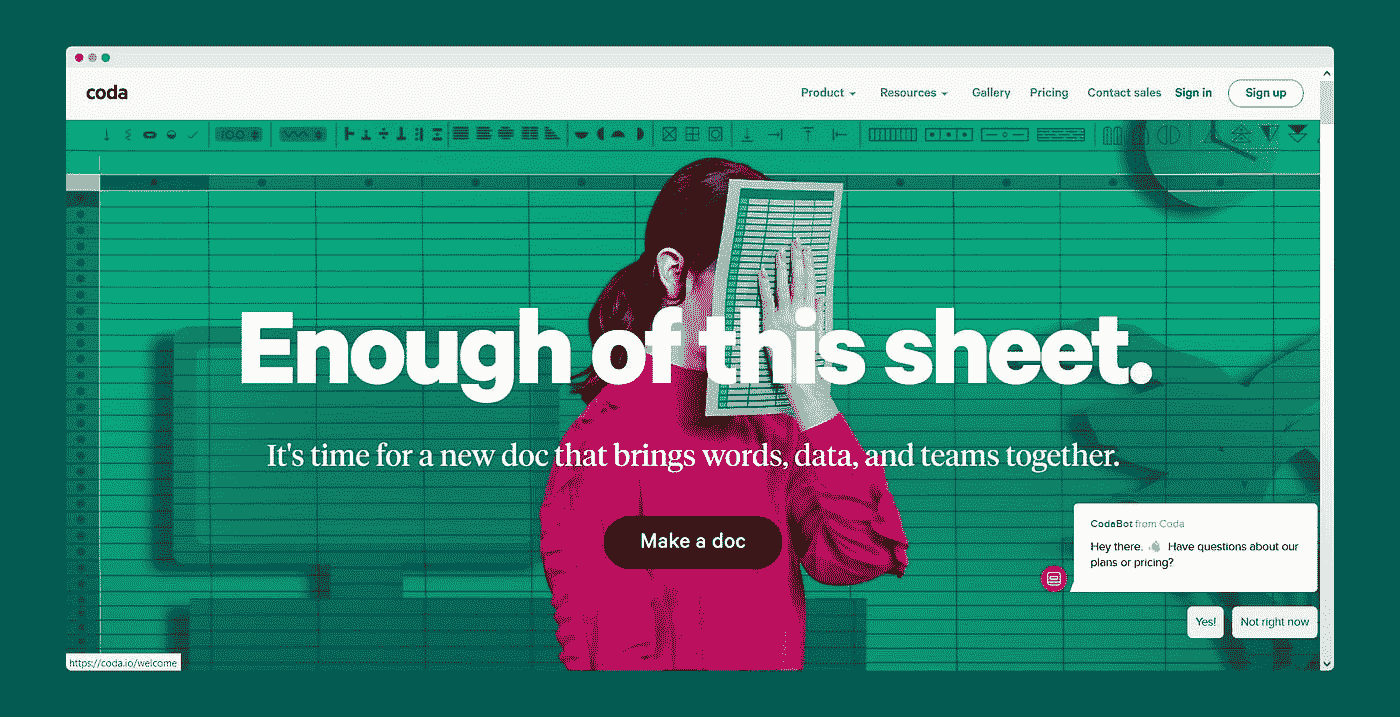 coda
Product
Resources
Gallery
Pricing
Contact sales
Sign in
Sign up
Enough of this sheet.
It's time for a new doc that brings words, data, and teams together.
Make a doc
CodaBot from Coda
Hey there. 👋 Have questions about our
plans or pricing?
Yes!
Not right now
https://coda.io/welcome